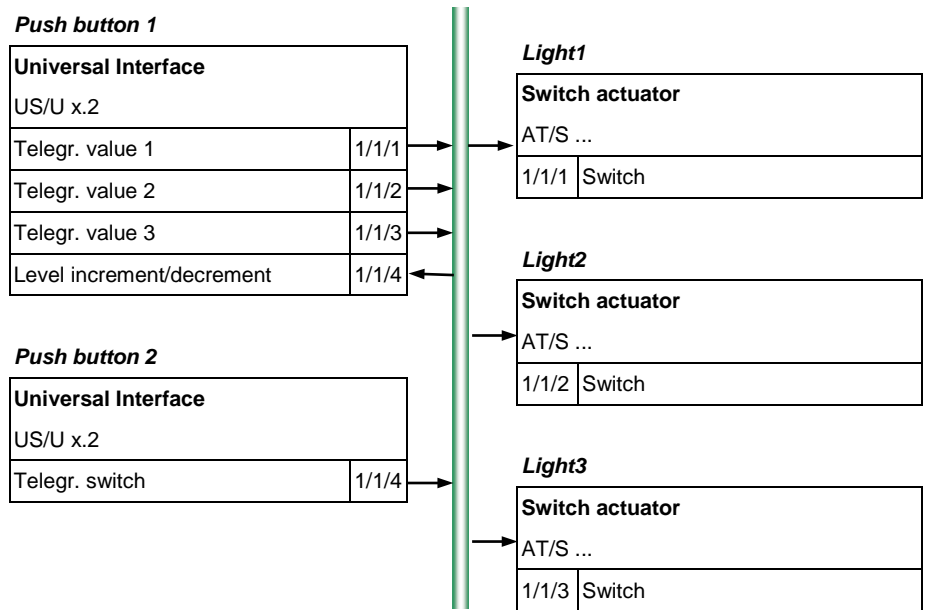 Push button 1
Universal Interface
US/U x.2
Telegr. value 1 1/1/1
Telegr. value 2 1/1/2
Telegr. value 3 1/1/3
Level increment/decrement 1/1/4
Push button 2
Universal Interface
US/U x.2
Telegr. switch 1/1/4
Light1
Switch actuator
AT/S ...
1/1/1 Switch
Light2
Switch actuator
AT/S ...
1/1/2 Switch
Light3
Switch actuator
AT/S ...
1/1/3 Switch